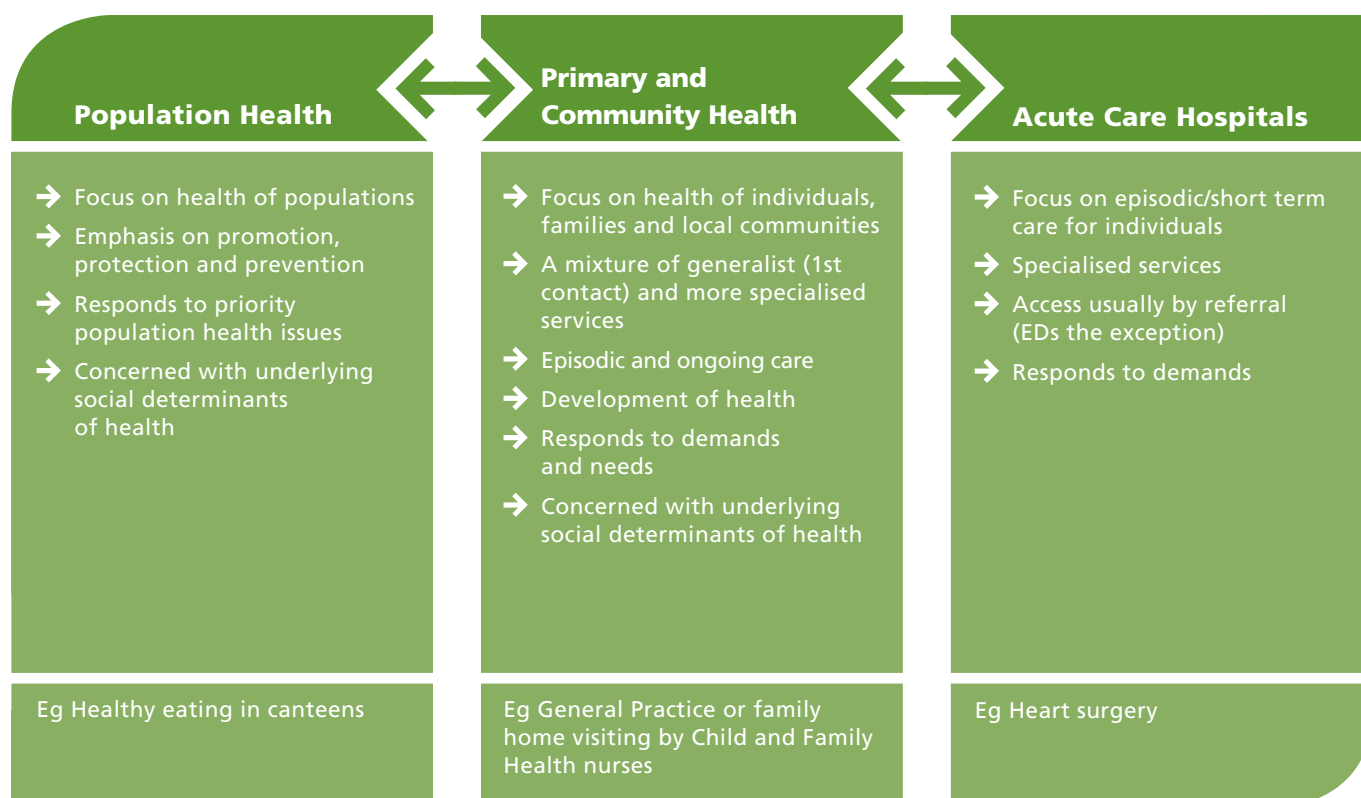 Population Health
Focus on health of populations
Emphasis on promotion,
protection and prevention
Responds to priority
population health issues
Concerned with underlying
social determinants
of health
Eg Healthy eating in canteens
Primary and
Community Health
Focus on health of individuals,
families and local communities
A mixture of generalist (1st
contact) and more specialised
services
Episodic and ongoing care
Development of health
Responds to demands
and needs
Concerned with underlying
social determinants of health
Eg General Practice or family
home visiting by Child and Family
Health nurses
Acute Care Hospitals
Focus on episodic/short term
care for individuals
Specialised services
Access usually by referral
(EDs the exception)
Responds to demands
Eg Heart surgery